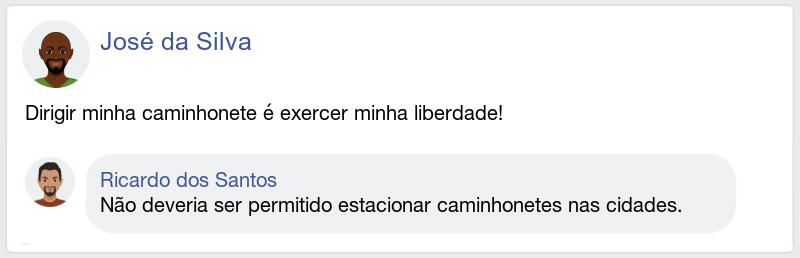 José da Silva
Dirigir minha caminhonete é exercer minha liberdade!
Ricardo dos Santos
Não deveria ser permitido estacionar caminhonetes nas cidades.